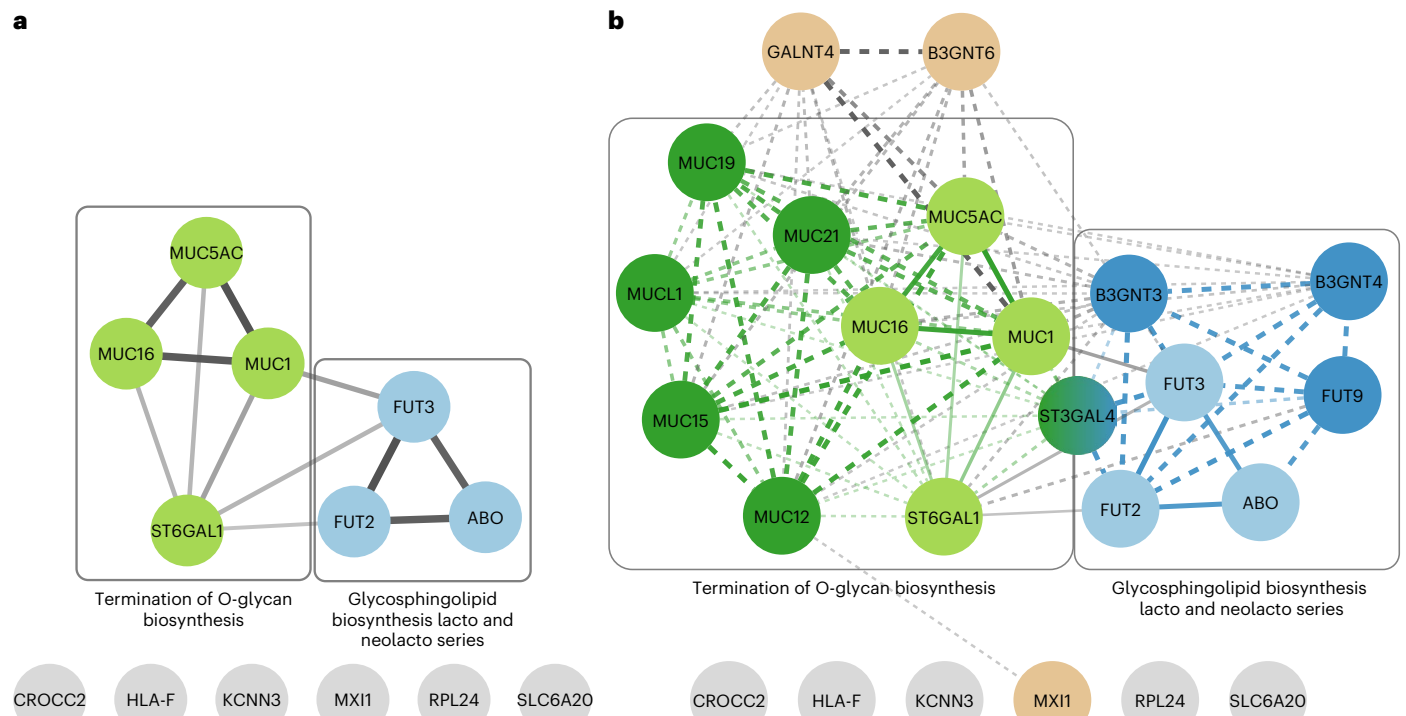 a
MUC5AC
MUC16
MUC1
FUT3
ST6GAL1
FUT2
ABO
Termination of O-glycan
biosynthesis
Glycosphingolipid
biosynthesis lacto and
neolacto series
CROCC2
HLA-F
KCNN3
MXI1
RPL24
SLC6A20
b
GALNT4
B3GNT6
MUC19
MUC5AC
MUC21
MUCL1
B3GNT3
B3GNT4
MUC16
MUC1
FUT3
FUT9
ST3GAL4
MUC15
MUC12
ST6GAL1
FUT2
ABO
Termination of O-glycan biosynthesis
Glycosphingolipid biosynthesis
lacto and neolacto series
CROCC2
HLA-F
KCNN3
MXI1
RPL24
SLC6A20